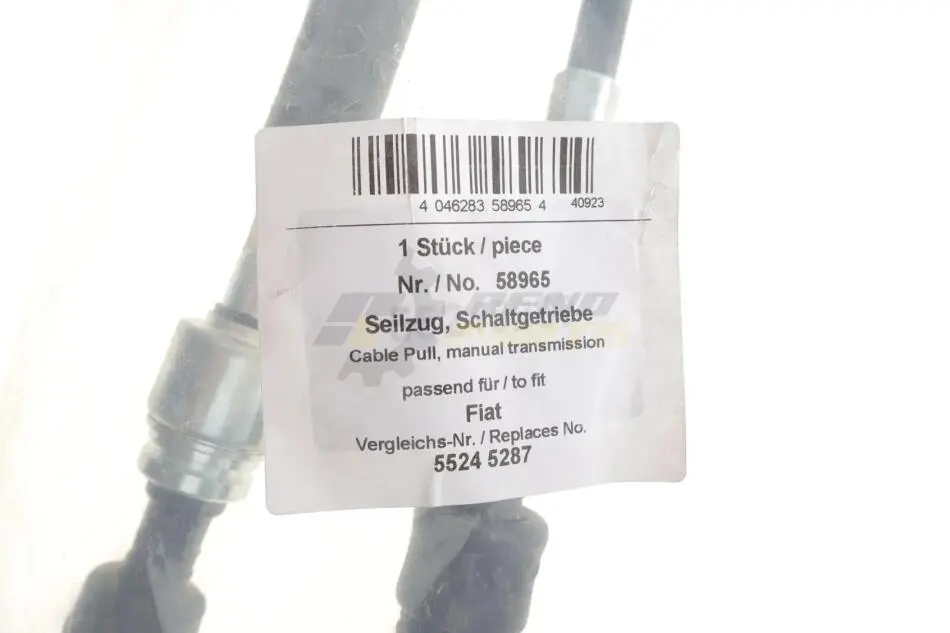 4 046283 58965 4 40923
1 Stück / piece
Nr. / No. 58965
Seilzug, Schaltgetriebe
Cable Pull, manual transmission
passend für / to fit
Fiat
Vergleichs-Nr. / Replaces No.
5524 5287